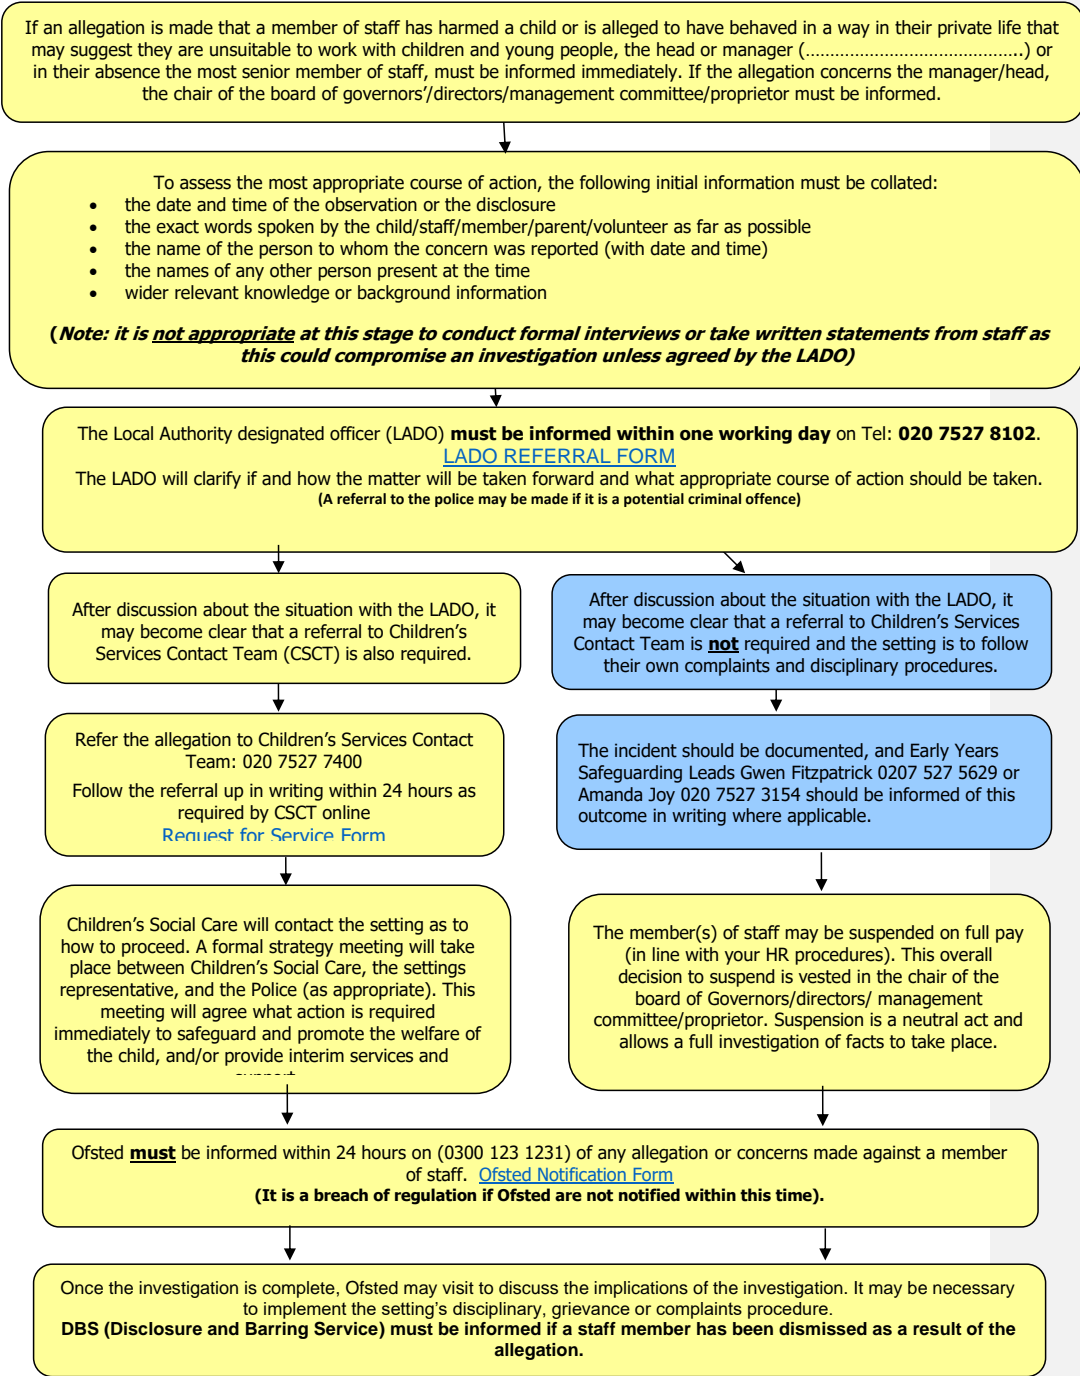 If an allegation is made that a member of staff has harmed a child or is alleged to have behaved in a way in their private life that
may suggest they are unsuitable to work with children and young people, the head or manager (…………………………………..) or
in their absence the most senior member of staff, must be informed immediately. If the allegation concerns the manager/head,
the chair of the board of governors'/directors/management committee/proprietor must be informed.
To assess the most appropriate course of action, the following initial information must be collated:
• the date and time of the observation or the disclosure
• the exact words spoken by the child/staff/member/parent/volunteer as far as possible
• the name of the person to whom the concern was reported (with date and time)
• the names of any other person present at the time
• wider relevant knowledge or background information
(Note: it is not appropriate at this stage to conduct formal interviews or take written statements from staff as
this could compromise an investigation unless agreed by the LADO)
The Local Authority designated officer (LADO) must be informed within one working day on Tel: 020 7527 8102.
LADO REFERRAL FORM
The LADO will clarify if and how the matter will be taken forward and what appropriate course of action should be taken.
(A referral to the police may be made if it is a potential criminal offence)
After discussion about the situation with the LADO, it
may become clear that a referral to Children's
Services Contact Team (CSCT) is also required.
After discussion about the situation with the LADO, it
may become clear that a referral to Children's Services
Contact Team is not required and the setting is to follow
their own complaints and disciplinary procedures.
Refer the allegation to Children's Services Contact
Team: 020 7527 7400
Follow the referral up in writing within 24 hours as
required by CSCT online
Request for Service Form
The incident should be documented, and Early Years
Safeguarding Leads Gwen Fitzpatrick 0207 527 5629 or
Amanda Joy 020 7527 3154 should be informed of this
outcome in writing where applicable.
Children's Social Care will contact the setting as to
how to proceed. A formal strategy meeting will take
place between Children's Social Care, the settings
representative, and the Police (as appropriate). This
meeting will agree what action is required
immediately to safeguard and promote the welfare of
the child, and/or provide interim services and
The member(s) of staff may be suspended on full pay
(in line with your HR procedures). This overall
decision to suspend is vested in the chair of the
board of Governors/directors/ management
committee/proprietor. Suspension is a neutral act and
allows a full investigation of facts to take place.
Ofsted must be informed within 24 hours on (0300 123 1231) of any allegation or concerns made against a member
of staff. Ofsted Notification Form
(It is a breach of regulation if Ofsted are not notified within this time).
Once the investigation is complete, Ofsted may visit to discuss the implications of the investigation. It may be necessary
to implement the setting's disciplinary, grievance or complaints procedure.
DBS (Disclosure and Barring Service) must be informed if a staff member has been dismissed as a result of the
allegation.